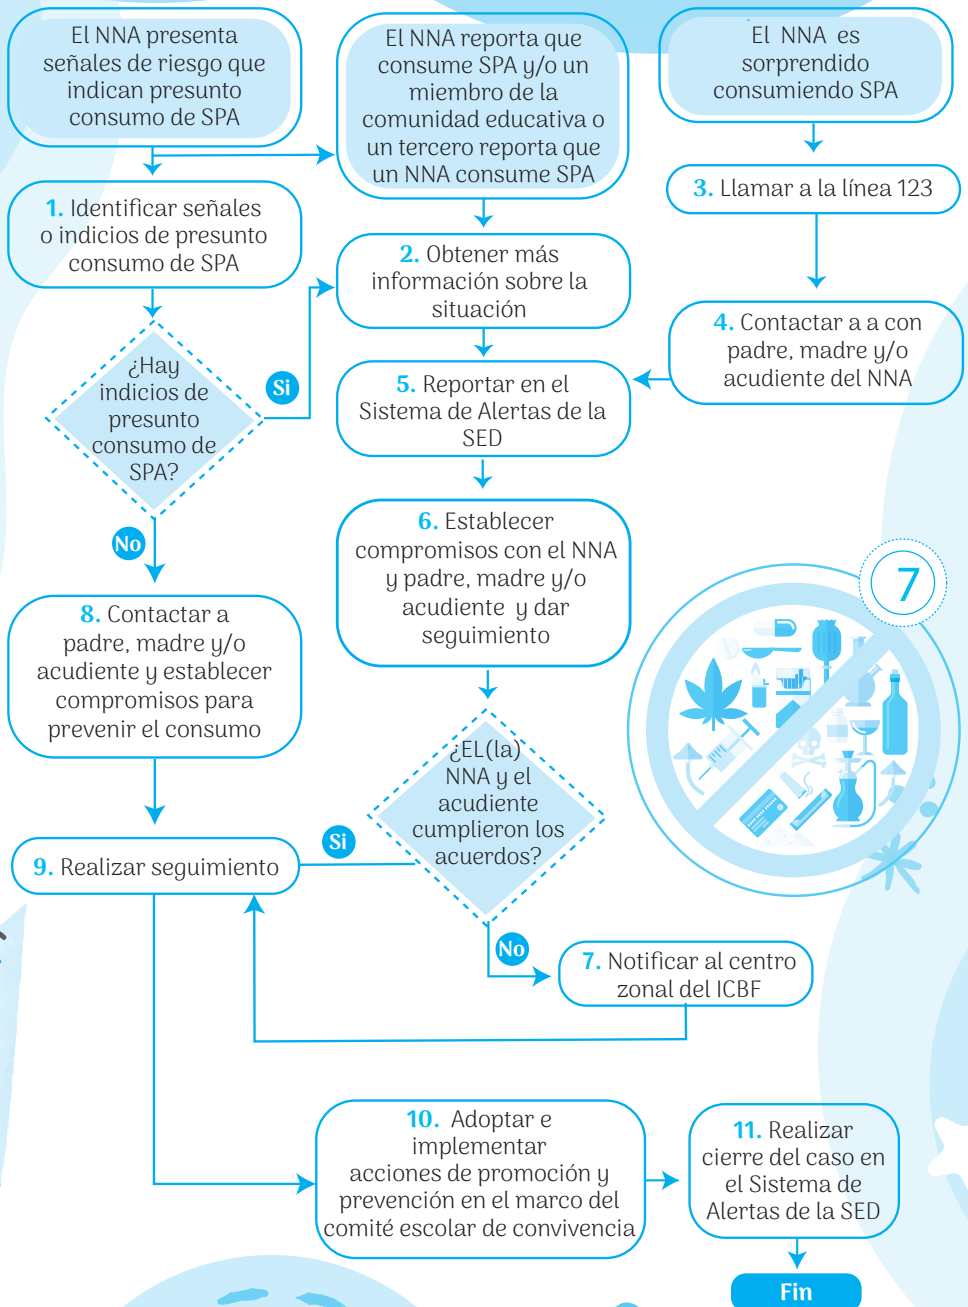 El NNA presenta
señales de riesgo que
indican presunto
consumo de SPA
El NNA reporta que
consume SPA y/o un
miembro de la
comunidad educativa o
un tercero reporta que
un NNA consume SPA
El NNA es
sorprendido
consumiendo SPA
1. Identificar señales
o indicios de presunto
consumo de SPA
2. Obtener más
información sobre la
situación
3. Llamar a la línea 123
4. Contactar a a con
padre, madre y/o
acudiente del NNA
¿Hay
indicios de
presunto
consumo de
SPA?
Si
No
5. Reportar en el
Sistema de Alertas de la
SED
6. Establecer
compromisos con el NNA
y padre, madre y/o
acudiente y dar
seguimiento
7
8. Contactar a
padre, madre y/o
acudiente y establecer
compromisos para
prevenir el consumo
¿EL(la)
NNA y el
acudiente
cumplieron los
acuerdos?
Si
No
9. Realizar seguimiento
7. Notificar al centro
zonal del ICBF
10. Adoptar e
implementar
acciones de promoción y
prevención en el marco del
comité escolar de convivencia
11. Realizar
cierre del caso en
el Sistema de
Alertas de la SED
Fin